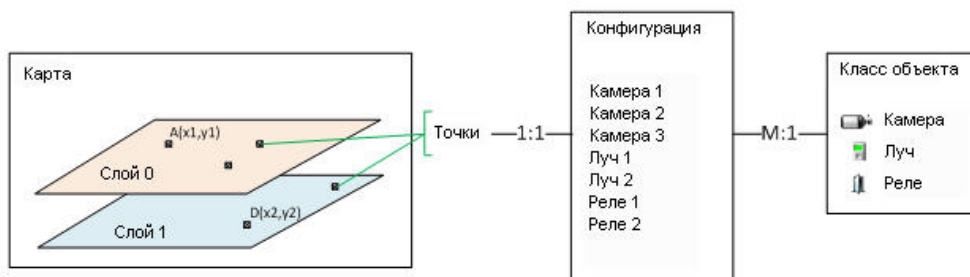 Карта
A(x1,y1)
Слой 0
D(x2,y2)
Слой 1
Точки
1:1
Конфигурация
Камера 1
Камера 2
Камера 3
Луч 1
Луч 2
Реле 1
Реле 2
М:1
Класс объекта
Камера
Луч
Реле